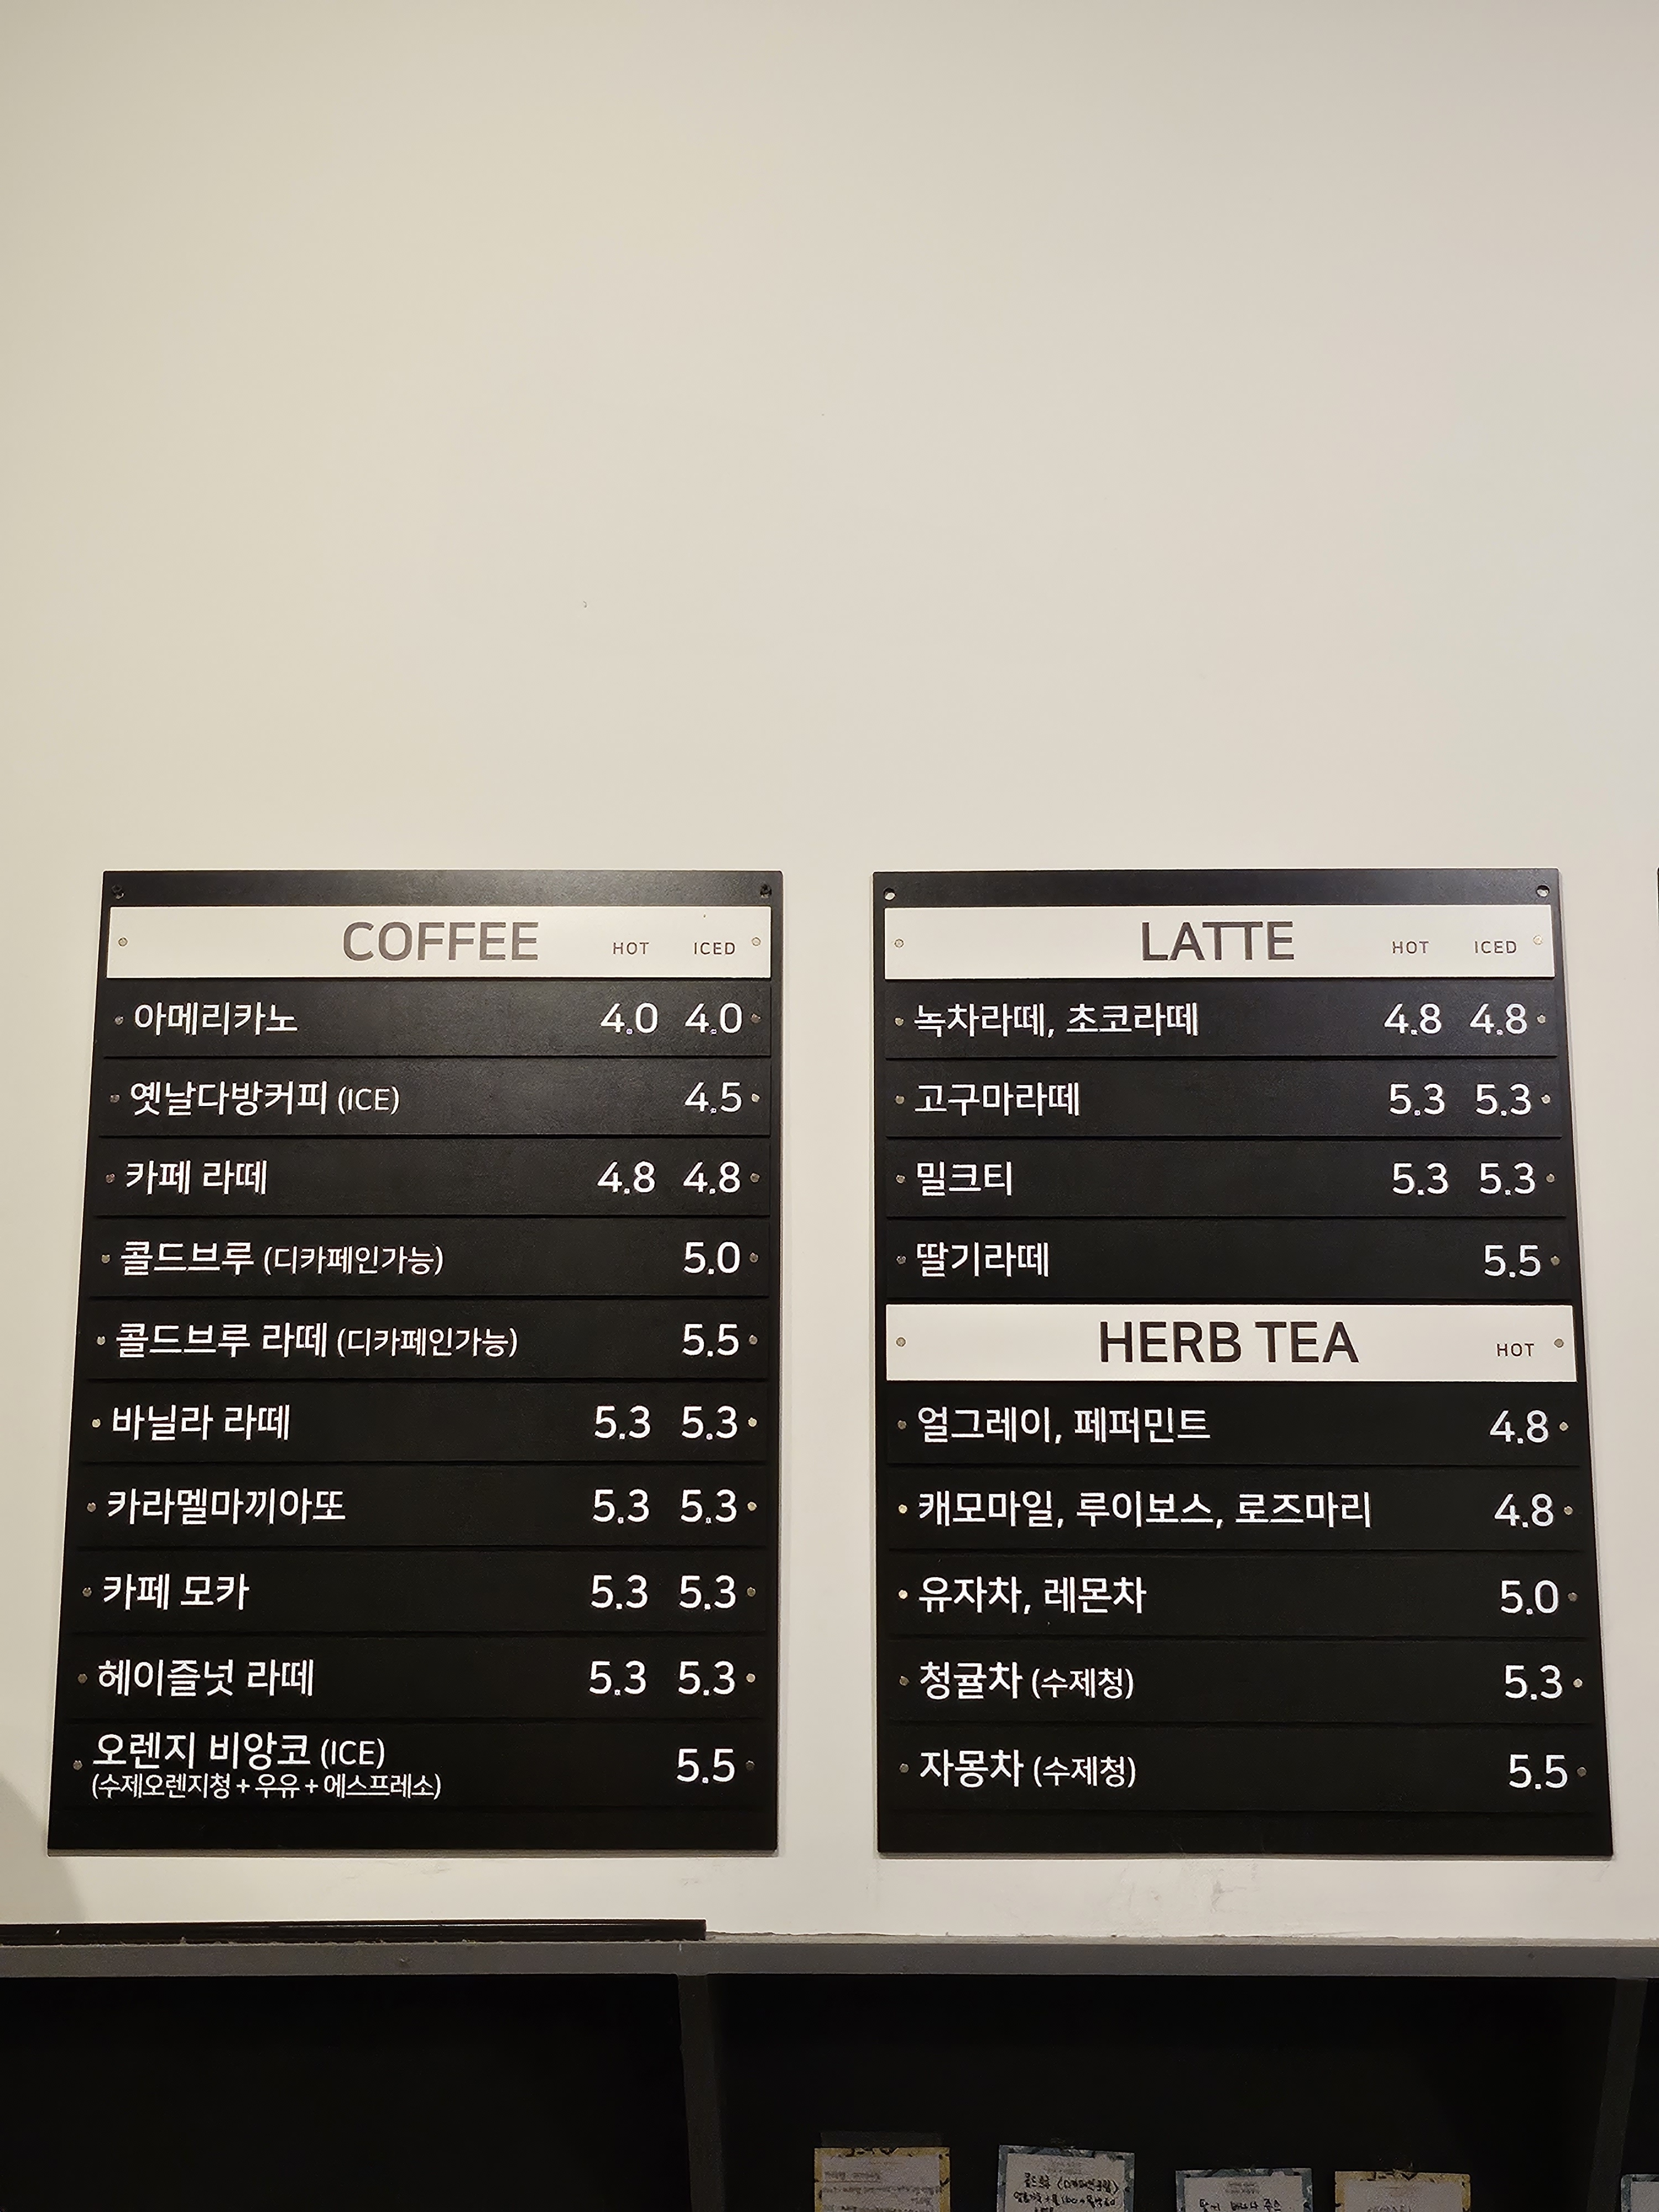 COFFEE HOT ICED
아메리카노 4.0 4.0
옛날다방커피 (ICE) 4.5
카페 라떼 4.8 4.8
콜드브루 (디카페인가능) 5.0
콜드브루 라떼 (디카페인가능) 5.5
바닐라 라떼 5.3 5.3
카라멜마끼아또 5.3 5.3
카페 모카 5.3 5.3
헤이즐넛 라떼 5.3 5.3
오렌지 비앙코 (ICE) 5.5
(수제오렌지청 + 우유 + 에스프레소)
LATTE HOT ICED
녹차라떼, 초코라떼 4.8 4.8
고구마라떼 5.3 5.3
밀크티 5.3 5.3
딸기라떼 5.5
HERB TEA HOT
얼그레이, 페퍼민트 4.8
캐모마일, 루이보스, 로즈마리 4.8
유자차, 레몬차 5.0
청귤차 (수제청) 5.3
자몽차 (수제청) 5.5